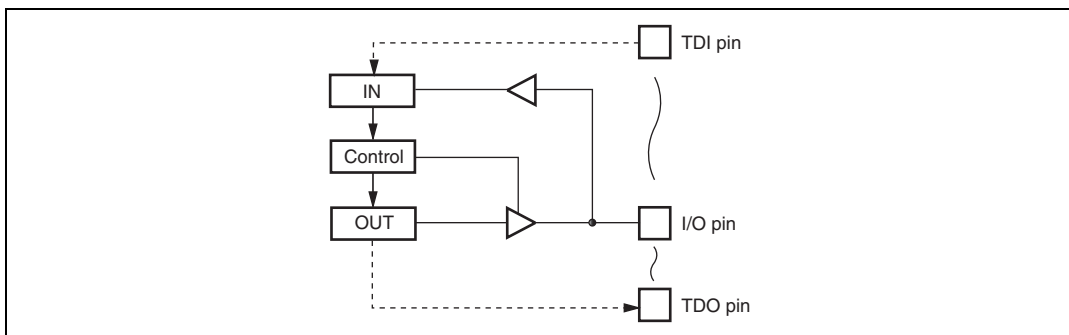 TDI pin
IN
Control
OUT
I/O pin
TDO pin